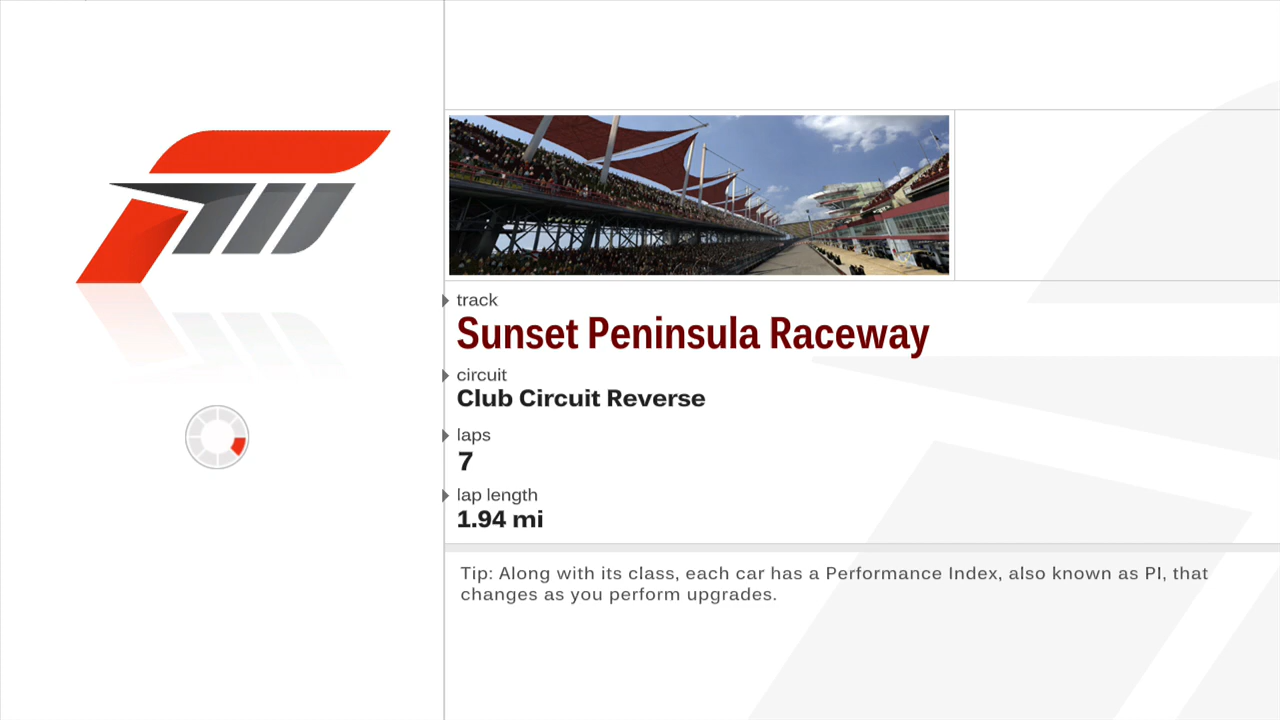 track
Sunset Peninsula Raceway
circuit
Club Circuit Reverse
laps
7
lap length
1.94 mi
Tip: Along with its class, each car has a Performance Index, also known as PI, that
changes as you perform upgrades.